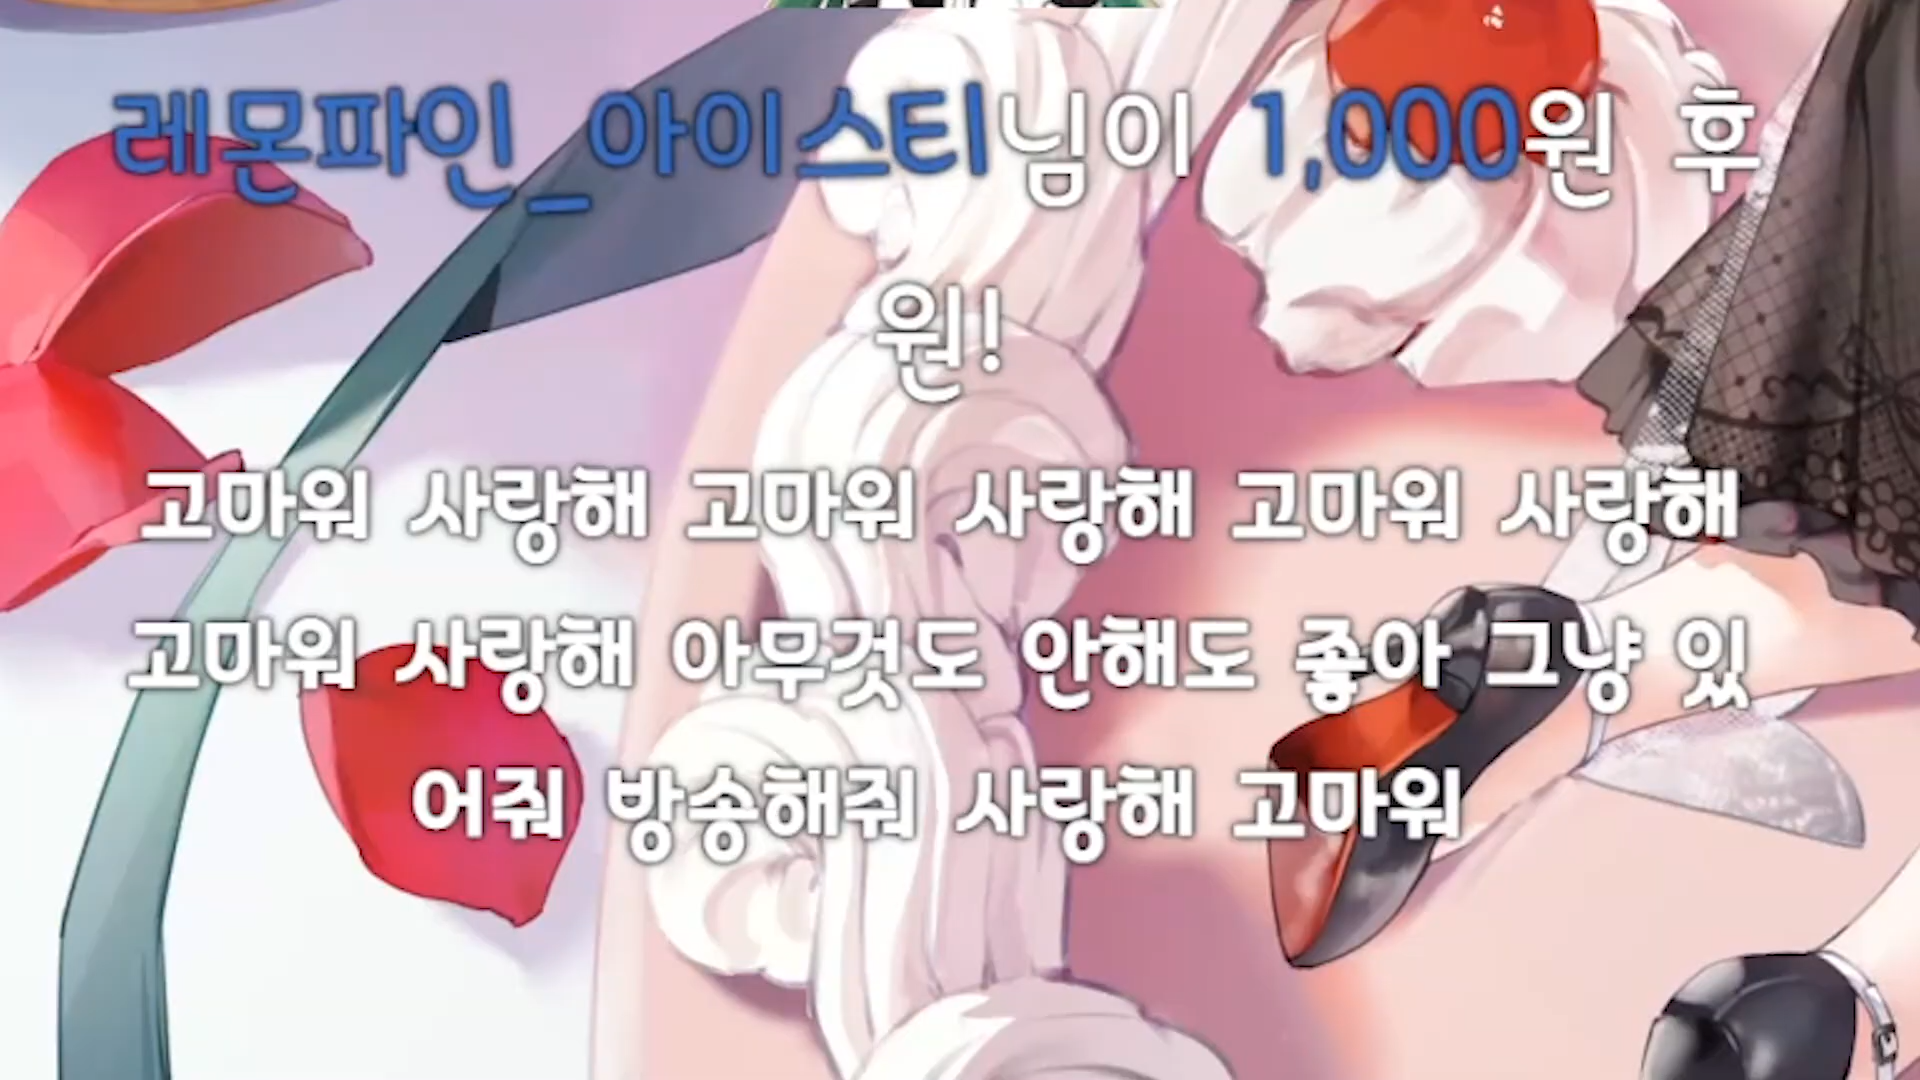 레몬파인_아이스티님이 1,000원 후
원!
고마워 사랑해 고마워 사랑해 고마워 사랑해
고마워 사랑해 아무것도 안해도 좋아 그냥 있
어줘 방송해줘 사랑해 고마워